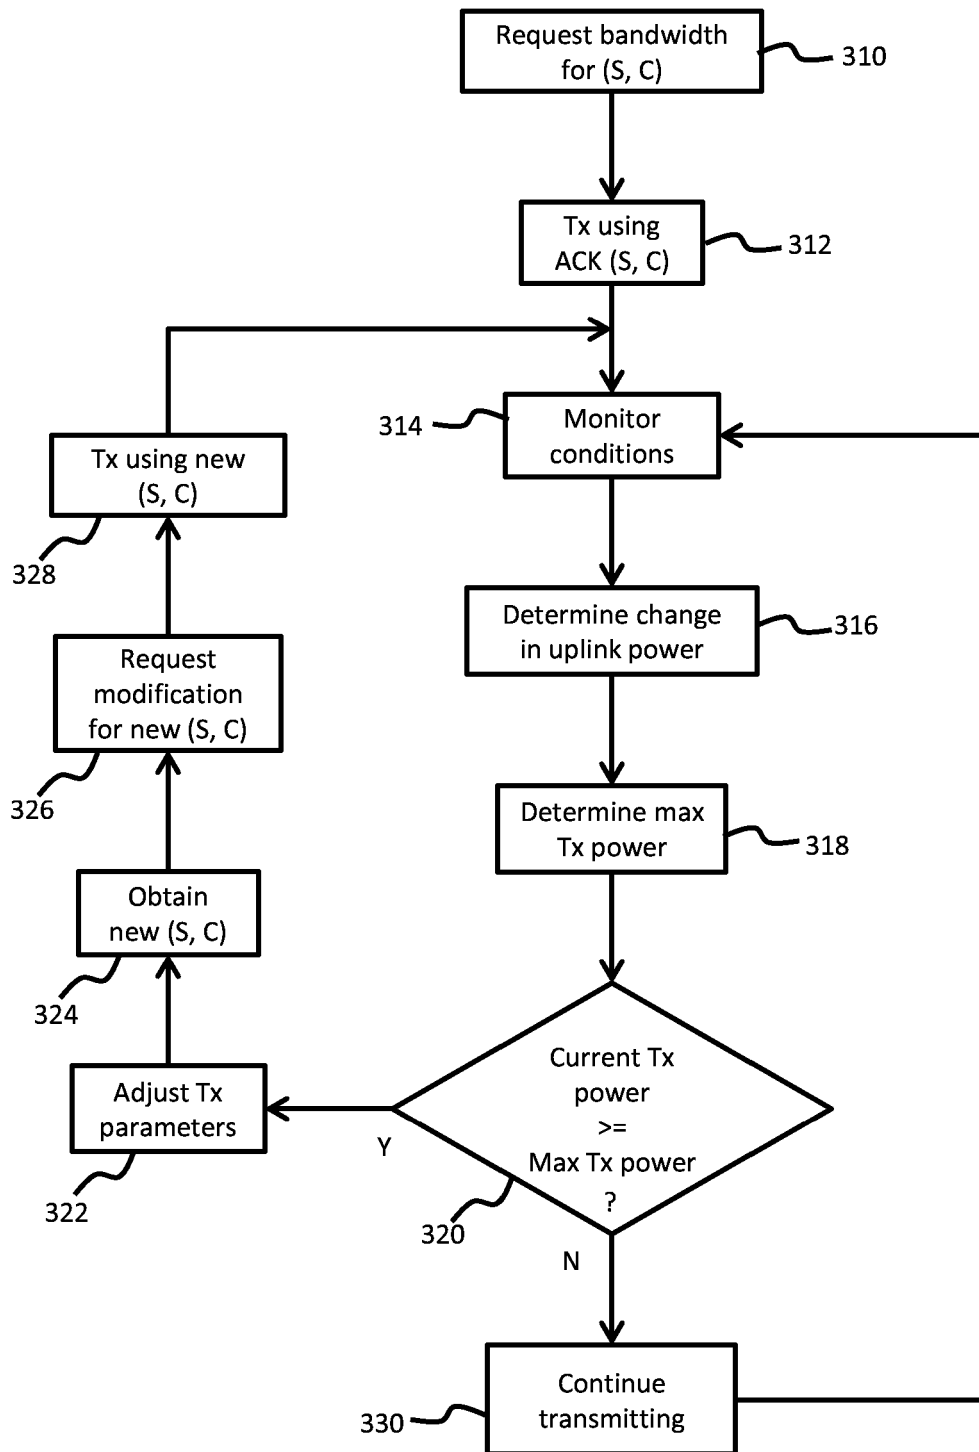 Request bandwidth
for (S, C)
310
Tx using
ACK (S, C)
312
Monitor
conditions
314
Determine change
in uplink power
316
Determine max
Tx power
318
Current Tx
power
>=
Max Tx power
?
320
Y
N
Adjust Tx
parameters
322
Obtain
new (S, C)
324
Request
modification
for new (S, C)
326
Tx using new
(S, C)
328
Continue
transmitting
330